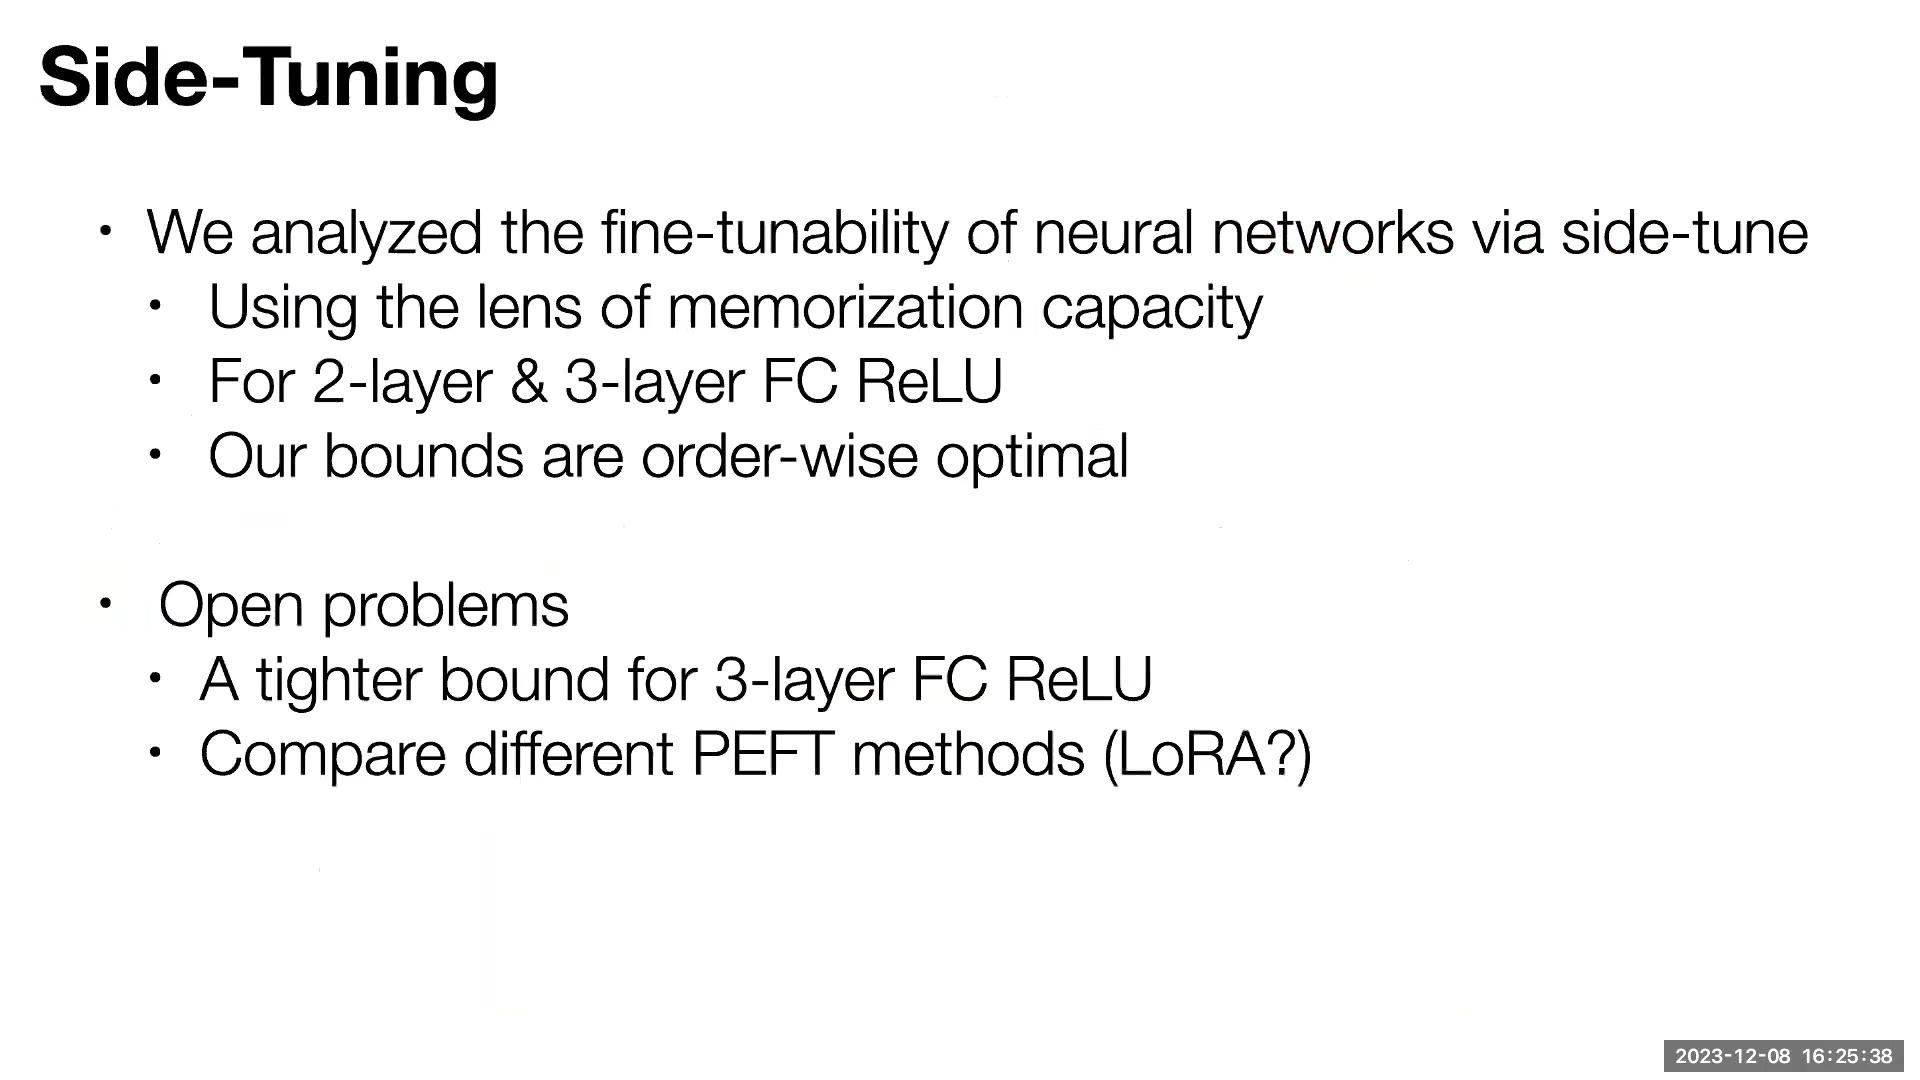 Side-Tuning
• We analyzed the fine-tunability of neural networks via side-tune
• Using the lens of memorization capacity
• For 2-layer & 3-layer FC ReLU
• Our bounds are order-wise optimal
• Open problems
• A tighter bound for 3-layer FC ReLU
• Compare different PEFT methods (LoRA?)
2023-12-08 16:25:38